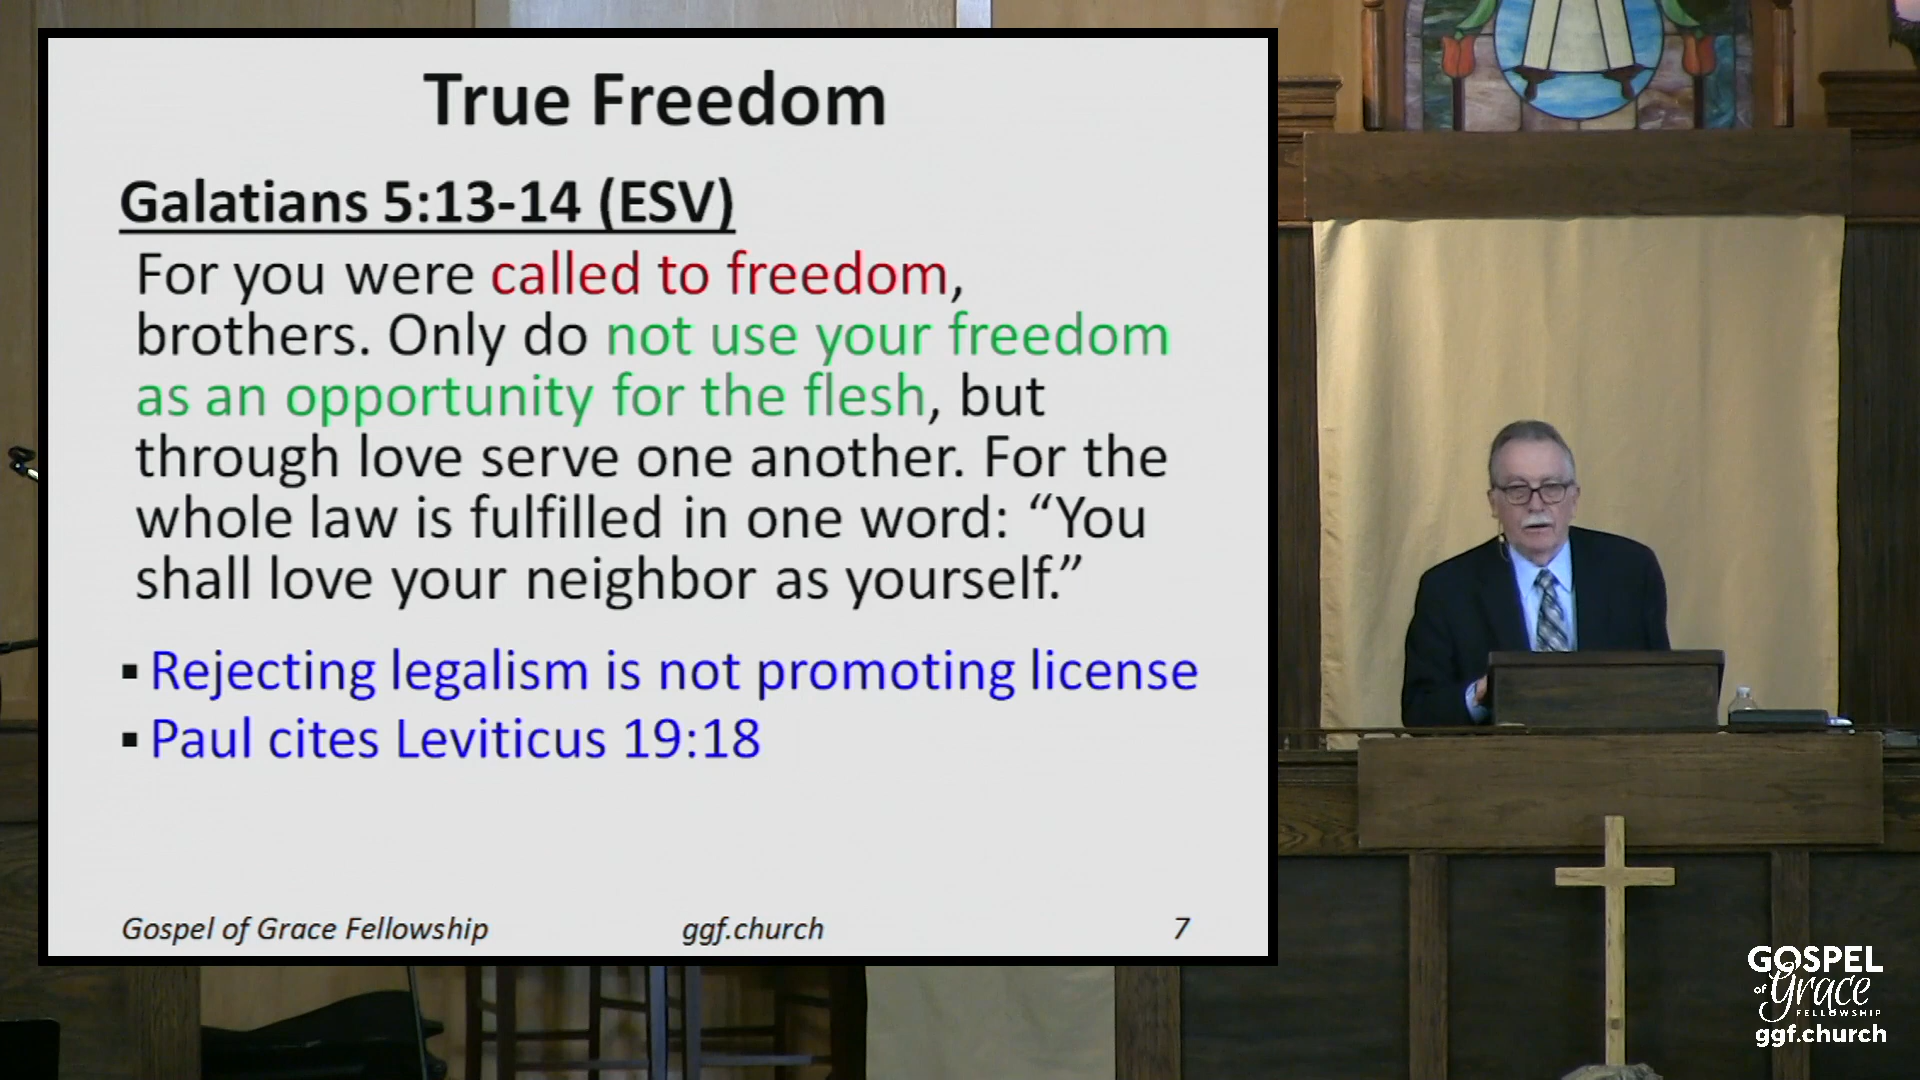 True Freedom
Galatians 5:13-14 (ESV)
For you were called to freedom,
brothers. Only do not use your freedom
as an opportunity for the flesh, but
through love serve one another. For the
whole law is fulfilled in one word: “You
shall love your neighbor as yourself.”
▪ Rejecting legalism is not promoting license
▪ Paul cites Leviticus 19:18
Gospel of Grace Fellowship ggf.church 7
GOSPEL
of Grace
FELLOWSHIP
ggf.church